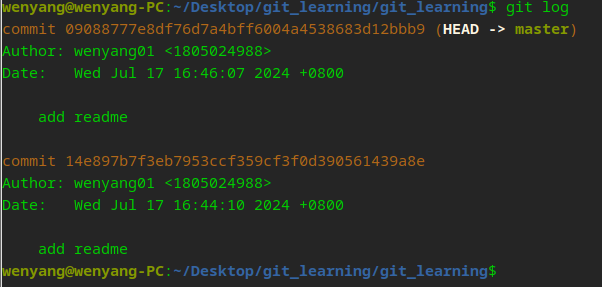 wenyang@wenyang-PC:~/Desktop/git_learning/git_learning$ git log
commit 09088777e8df76d7a4bff6004a4538683d12bbb9 (HEAD -> master)
Author: wenyang01 <1805024988>
Date:   Wed Jul 17 16:46:07 2024 +0800
    add readme
commit 14e897b7f3eb7953ccf359cf3f0d390561439a8e
Author: wenyang01 <1805024988>
Date:   Wed Jul 17 16:44:10 2024 +0800
    add readme
wenyang@wenyang-PC:~/Desktop/git_learning/git_learning$